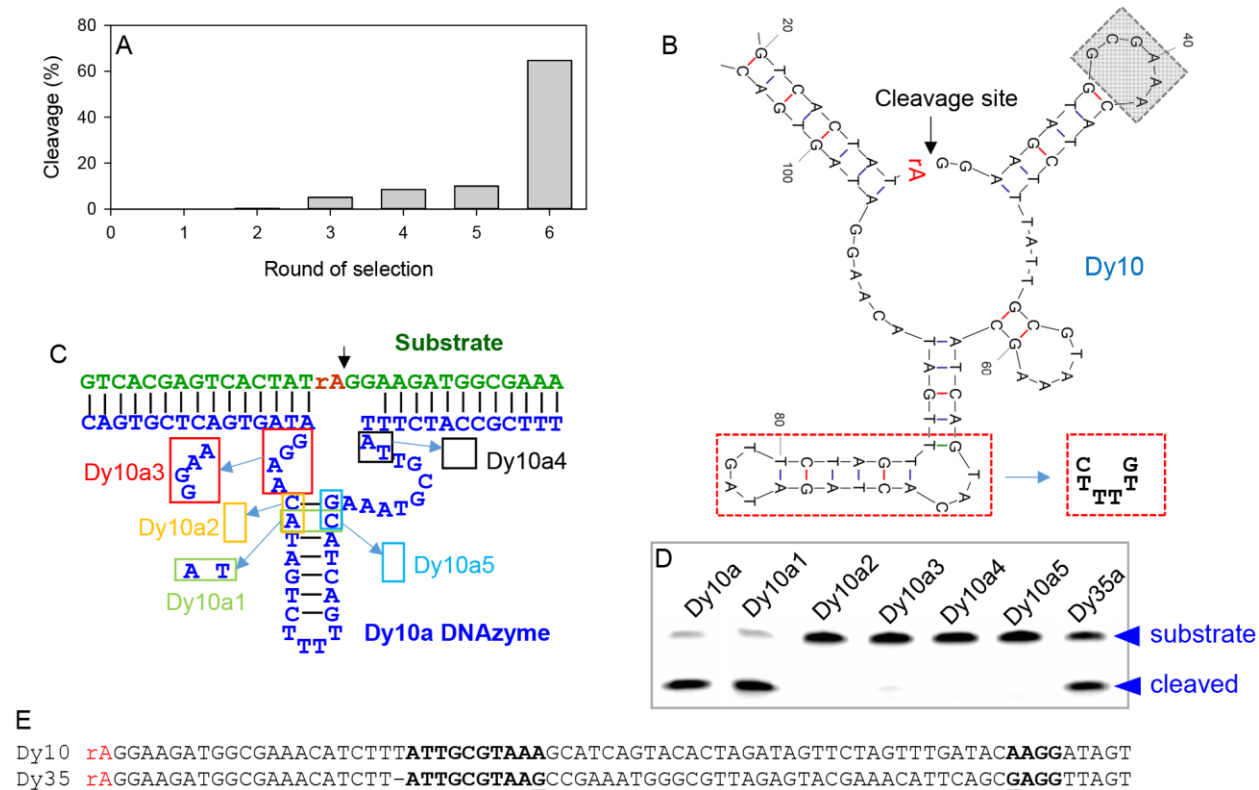 A
Cleavage (%)
80
60
40
20
0
0 1 2 3 4 5 6
Round of selection
B
20
GTCACTAT
100
Cleavage site
rA
40
Dy10
60
80
C
Substrate
GTCACGAGTCACTATrAGGAAGATGGCGAAA
CAGTGCTCAGTGATA
TTTCTACCGCTTT
Dy10a3
Dy10a4
Dy10a2
Dy10a5
A T
Dy10a1
Dy10a DNAzyme
D
Dy10a Dy10a1 Dy10a2 Dy10a3 Dy10a4 Dy10a5 Dy35a
substrate
cleaved
E
Dy10 rAGGAAGATGGCGAAACATCTTTATTGCGTAAAGCATCAGTACACTAGATAGTTCTAGTTTGATACAAGGATAGT
Dy35 rAGGAAGATGGCGAAACATCTT-ATTGCGTAAGCCGAAATGGGCGTTAGAGTACGAAACATTCAGCGAGGTTAGT